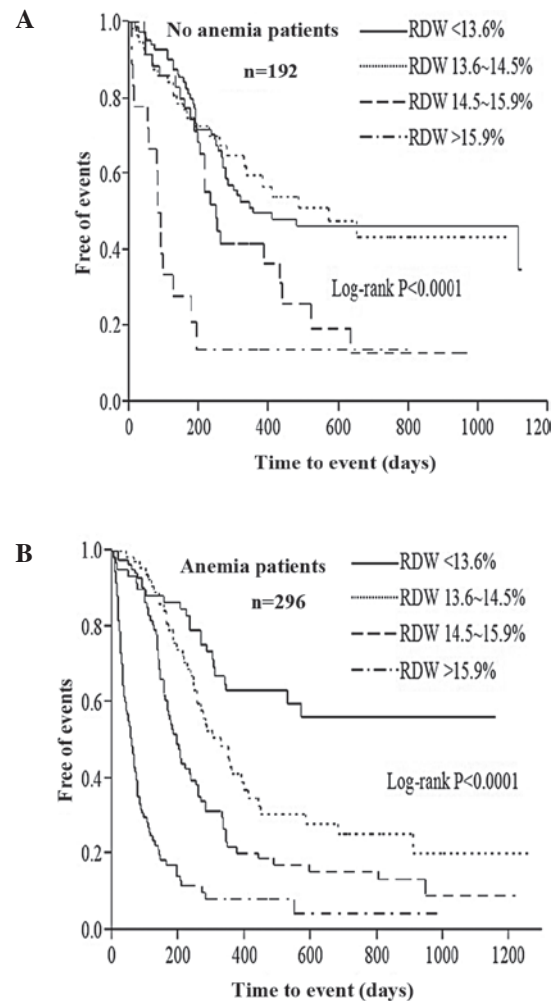 A
No anemia patients
n=192
RDW <13.6%
RDW 13.6~14.5%
RDW 14.5~15.9%
RDW >15.9%
Log-rank P<0.0001
Free of events
1.0
0.8
0.6
0.4
0.2
0.0
0 200 400 600 800 1000 120
Time to event (days)
B
Anemia patients
n=296
RDW <13.6%
RDW 13.6~14.5%
RDW 14.5~15.9%
RDW >15.9%
Log-rank P<0.0001
Free of events
1.0
0.8
0.6
0.4
0.2
0.0
0 200 400 600 800 1000 1200
Time to event (days)